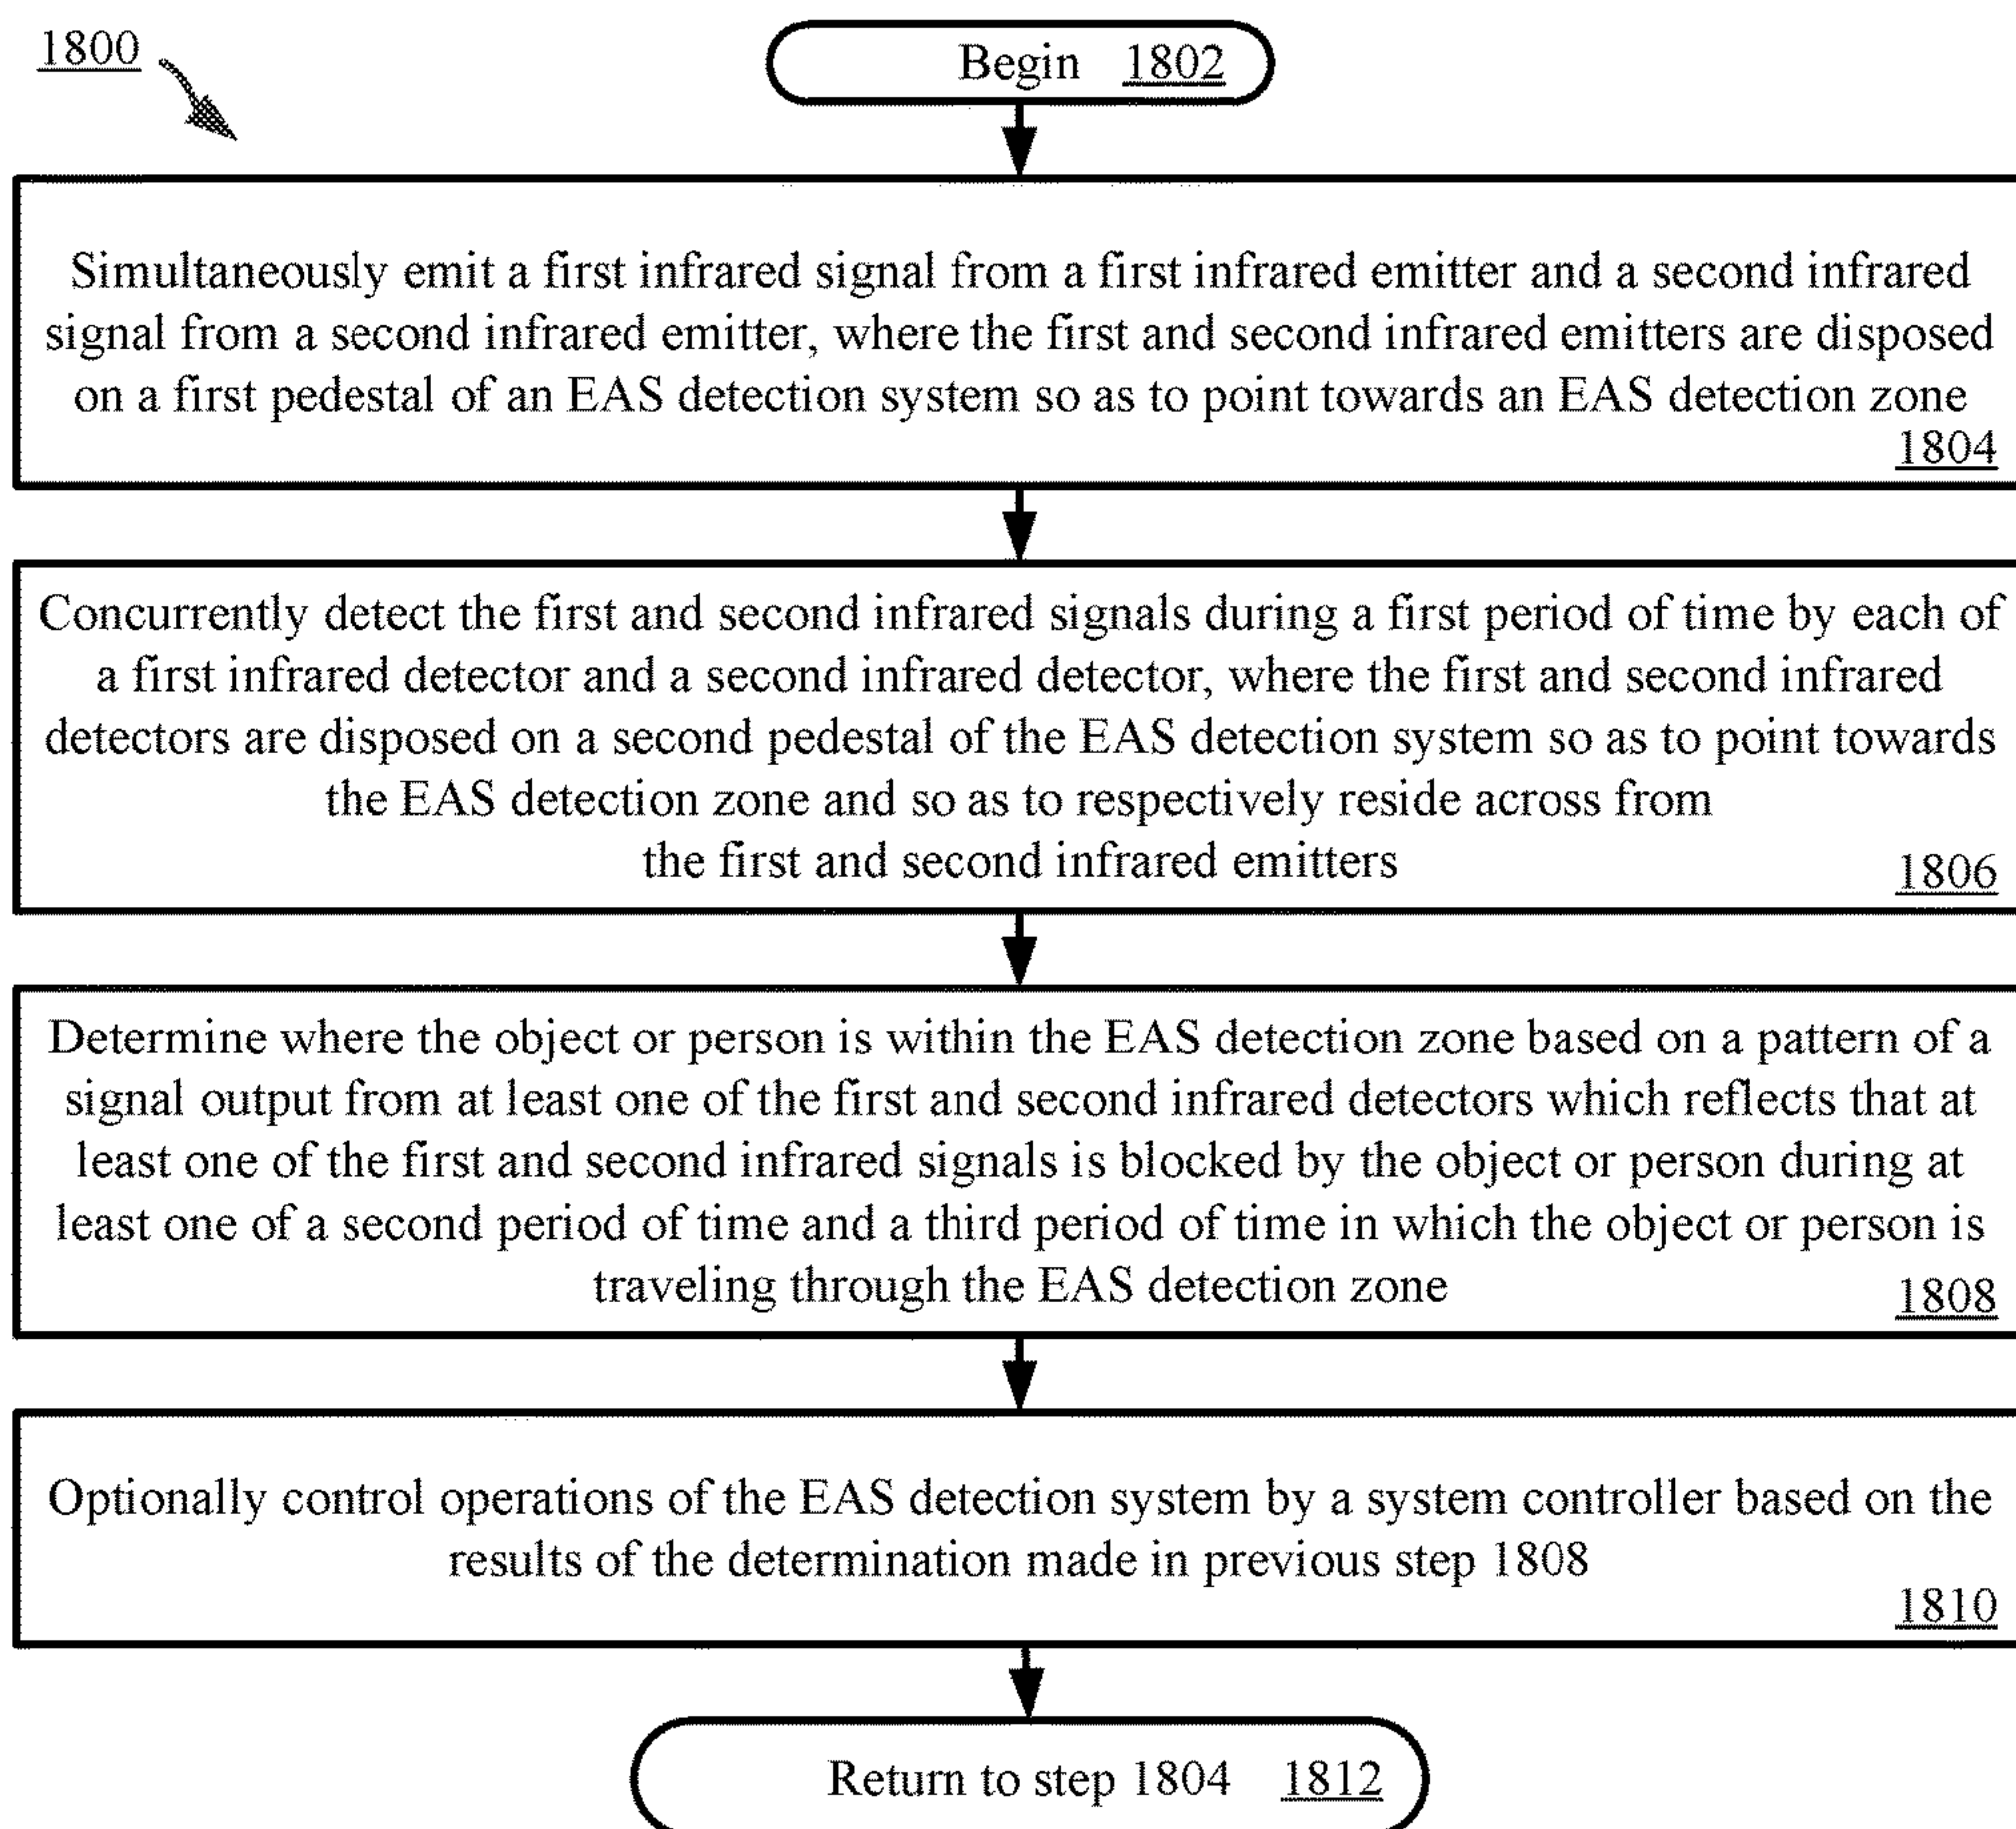 1800
Begin 1802
Simultaneously emit a first infrared signal from a first infrared emitter and a second infrared
signal from a second infrared emitter, where the first and second infrared emitters are disposed
on a first pedestal of an EAS detection system so as to point towards an EAS detection zone
1804
Concurrently detect the first and second infrared signals during a first period of time by each of
a first infrared detector and a second infrared detector, where the first and second infrared
detectors are disposed on a second pedestal of the EAS detection system so as to point towards
the EAS detection zone and so as to respectively reside across from
the first and second infrared emitters
1806
Determine where the object or person is within the EAS detection zone based on a pattern of a
signal output from at least one of the first and second infrared detectors which reflects that at
least one of the first and second infrared signals is blocked by the object or person during at
least one of a second period of time and a third period of time in which the object or person is
traveling through the EAS detection zone
1808
Optionally control operations of the EAS detection system by a system controller based on the
results of the determination made in previous step 1808
1810
Return to step 1804 1812